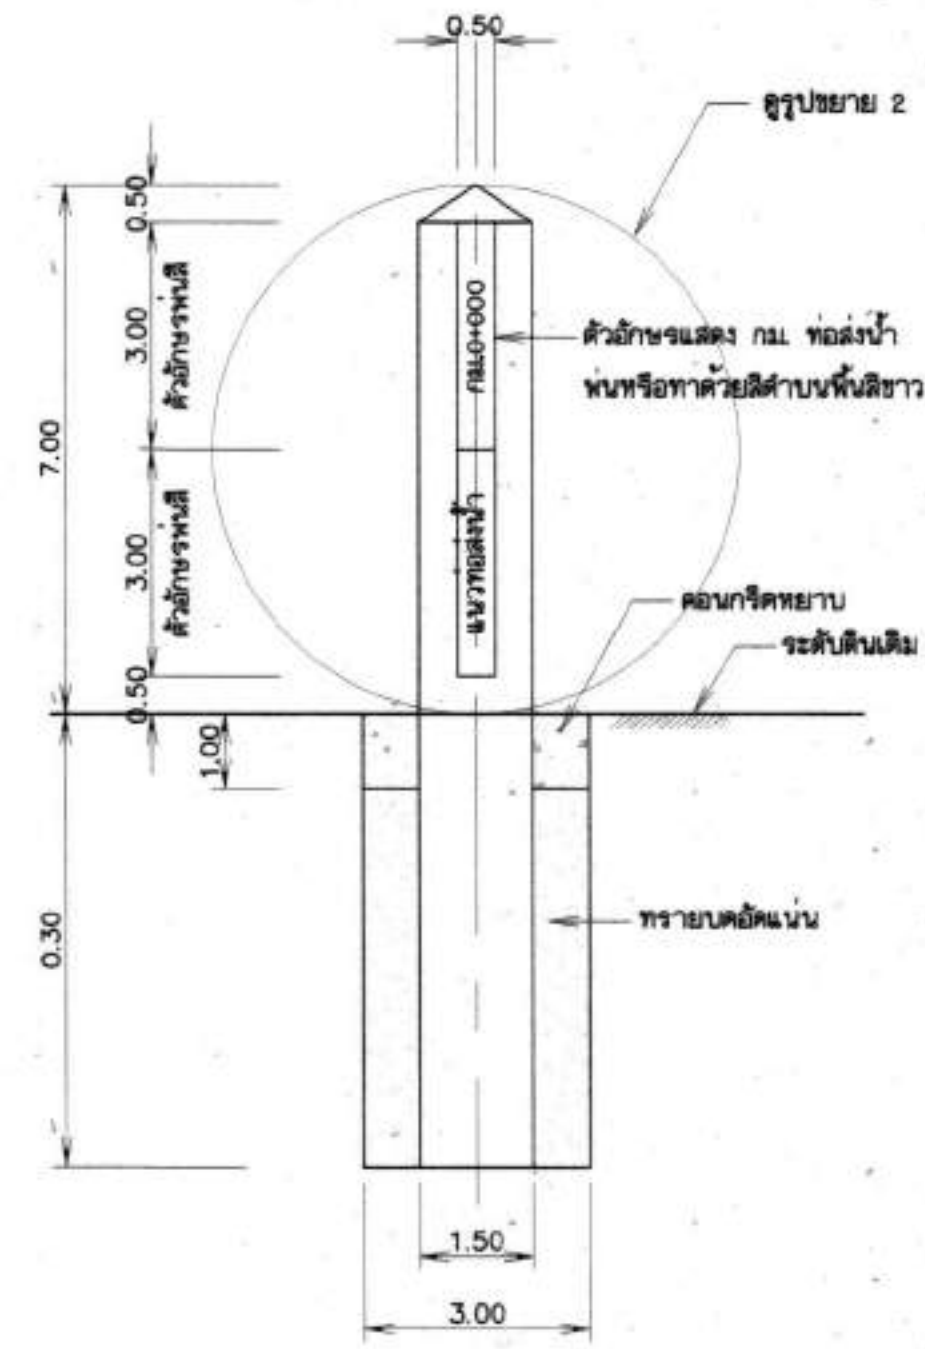 0.50
ดูรูปขยาย 2
0.50
3.00
ตัวอักษรพ่นสี
7.00
3.00
ตัวอักษรพ่นสี
0.50
กม.0+000
แนวท่อส่งน้ำ
ตัวอักษรแสดง กม. ท่อส่งน้ำ
พ่นหรือทาด้วยสีดำบนพื้นสีขาว
คอนกรีตหยาบ
ระดับดินเดิม
1.00
0.30
ทรายบดอัดแน่น
1.50
3.00